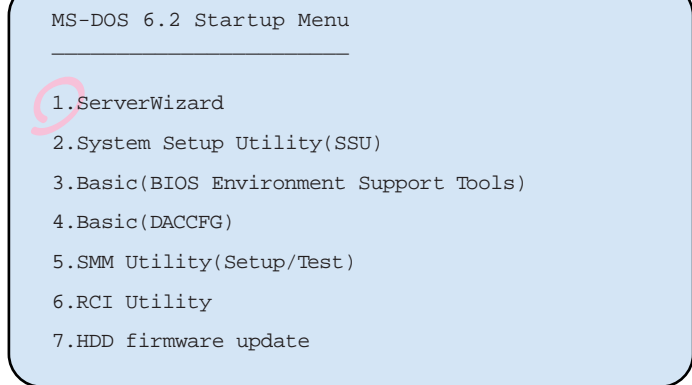 MS-DOS 6.2 Startup Menu
1.ServerWizard
2.System Setup Utility(SSU)
3.Basic(BIOS Environment Support Tools)
4.Basic(DACCFG)
5.SMM Utility(Setup/Test)
6.RCI Utility
7.HDD firmware update